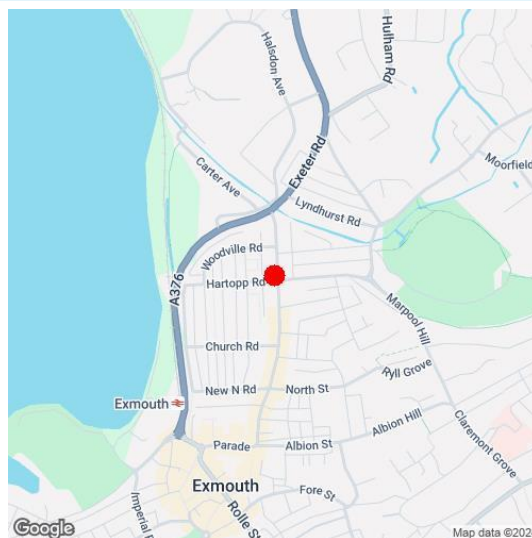 Halsdon Ave
Hulham Rd
Exeter Rd
Carter Ave
Lyndhurst Rd
Moorfield
Woodville Rd
A376
Hartopp Rd
Marpool Hill
Church Rd
Ryll Grove
Exmouth
New N Rd
North St
Albion Hill
Claremont Grove
Parade
Albion St
Exmouth
Fore St
Imperial R
Rolle St
Google
Map data ©202